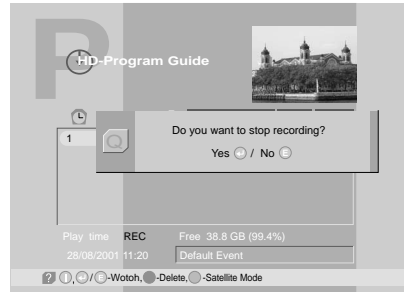 HD-Program Guide
1
Do you want to stop recording?
Yes / No E
Play time REC Free 38.8 GB (99.4%)
28/08/2001 11:20 Default Event
? i, / E-Wotoh, -Delete, -Satellite Mode